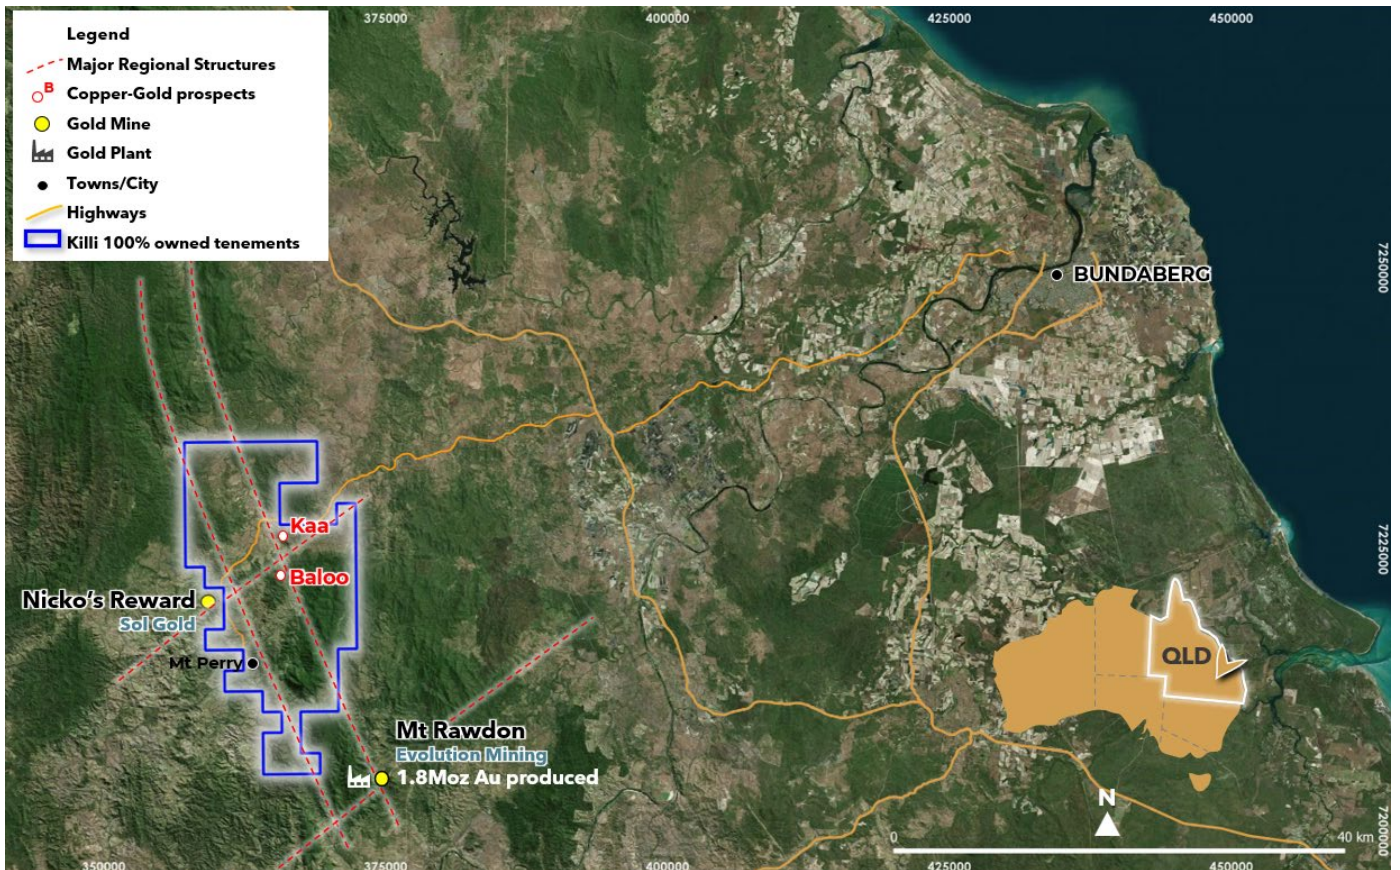 Legend
Major Regional Structures
B
Copper-Gold prospects
Gold Mine
Gold Plant
Towns/City
Highways
Killi 100% owned tenements
375000
400000
425000
450000
7250000
BUNDABERG
Kaa
Baloo
7225000
Nicko's Reward
Sol Gold
Mt Perry
QLD
Mt Rawdon
Evolution Mining
1.8Moz Au produced
N
0
40 km
7200000
350000
375000
400000
425000
450000